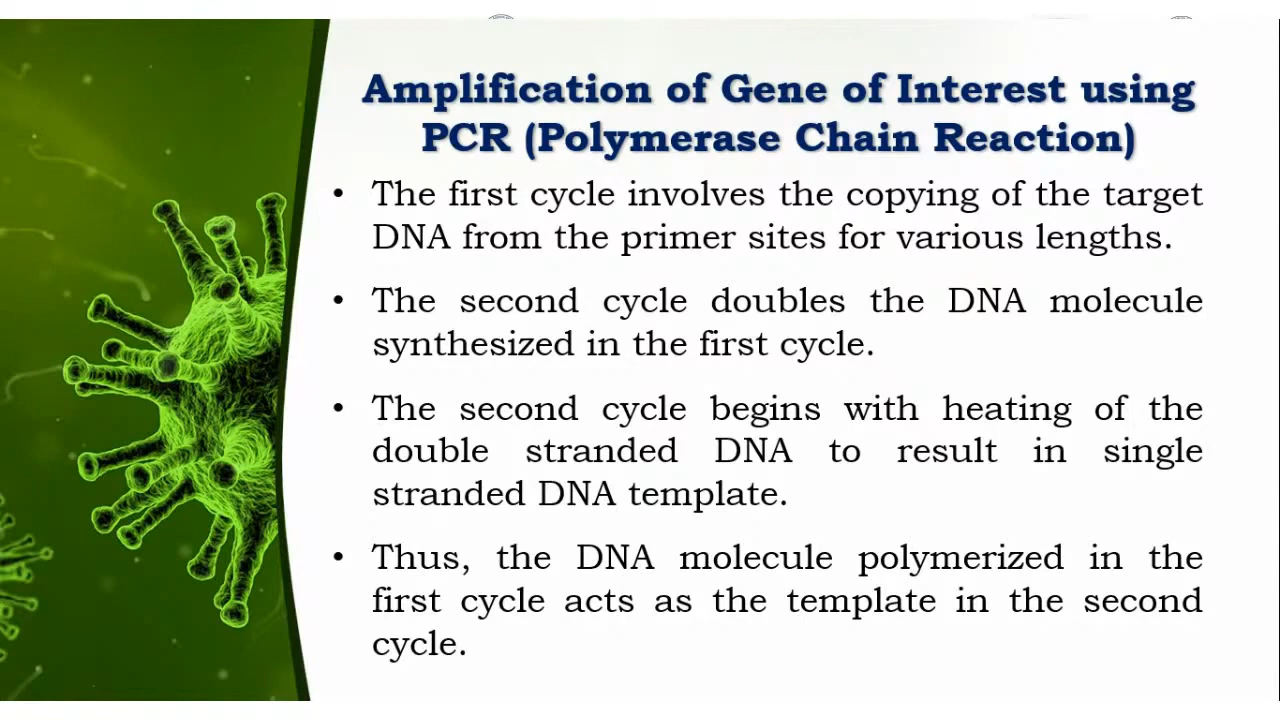 Amplification of Gene of Interest using
PCR (Polymerase Chain Reaction)
• The first cycle involves the copying of the target
DNA from the primer sites for various lengths.
• The second cycle doubles the DNA molecule
synthesized in the first cycle.
• The second cycle begins with heating of the
double stranded DNA to result in single
stranded DNA template.
• Thus, the DNA molecule polymerized in the
first cycle acts as the template in the second
cycle.